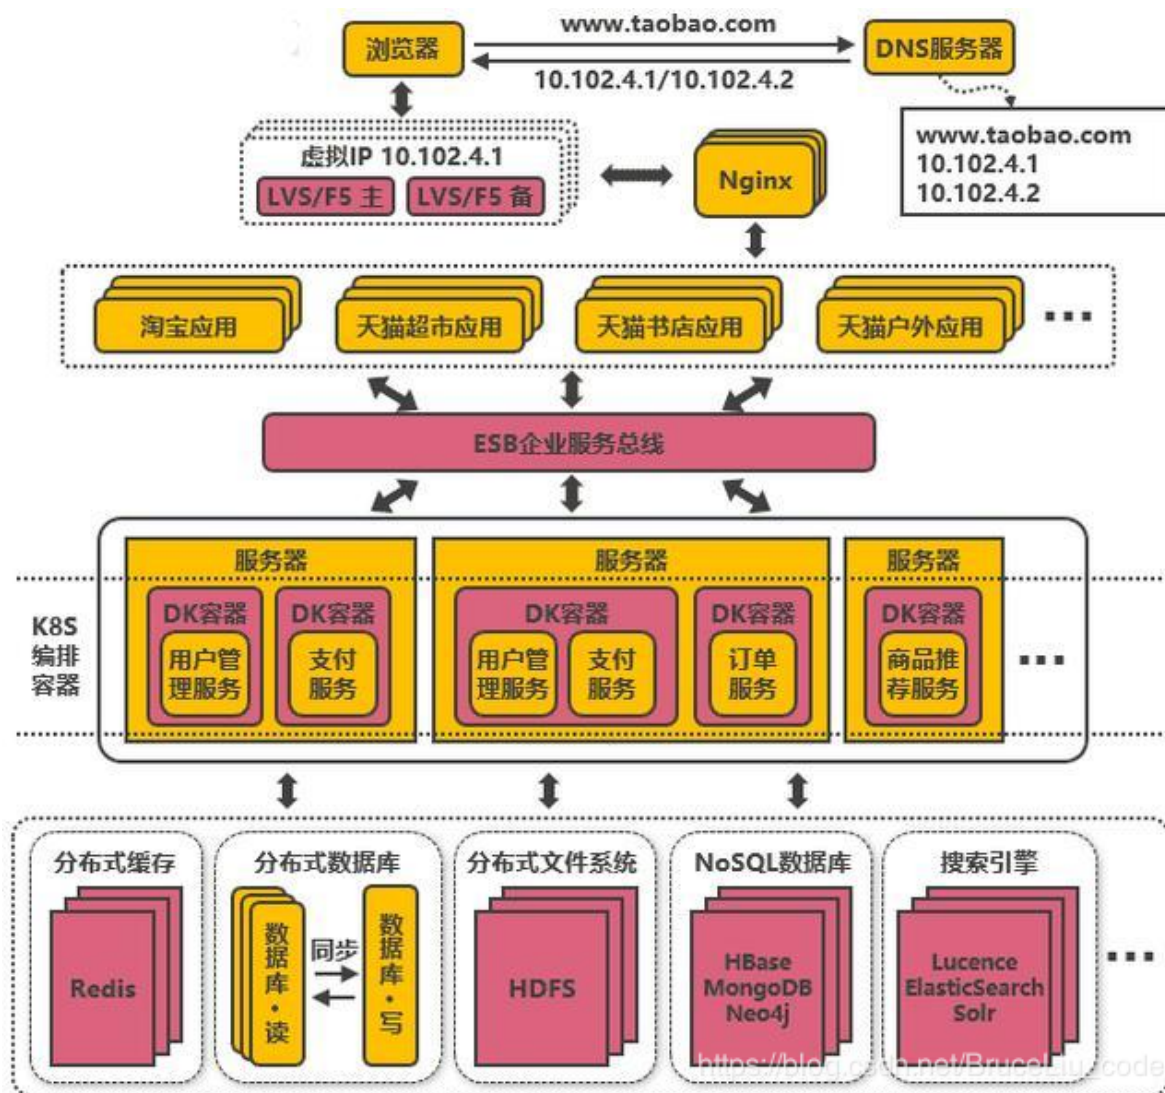 www.taobao.com
浏览器
DNS服务器
10.102.4.1/10.102.4.2
www.taobao.com
10.102.4.1
10.102.4.2
虚拟IP 10.102.4.1
LVS/F5 主
LVS/F5 备
Nginx
淘宝应用
天猫超市应用
天猫书店应用
天猫户外应用
...
ESB企业服务总线
K8S
编排
容器
服务器
DK容器
用户管
理服务
DK容器
支付
服务
服务器
DK容器
用户管
理服务
支付
服务
DK容器
订单
服务
服务器
DK容器
商品推
荐服务
...
分布式缓存
Redis
分布式数据库
数据库·读
同步
数据库·写
分布式文件系统
HDFS
NoSQL数据库
HBase
MongoDB
Neo4j
搜索引擎
Lucence
ElasticSearch
Solr
...
https://blog.csdn.net/BruceLiu_code